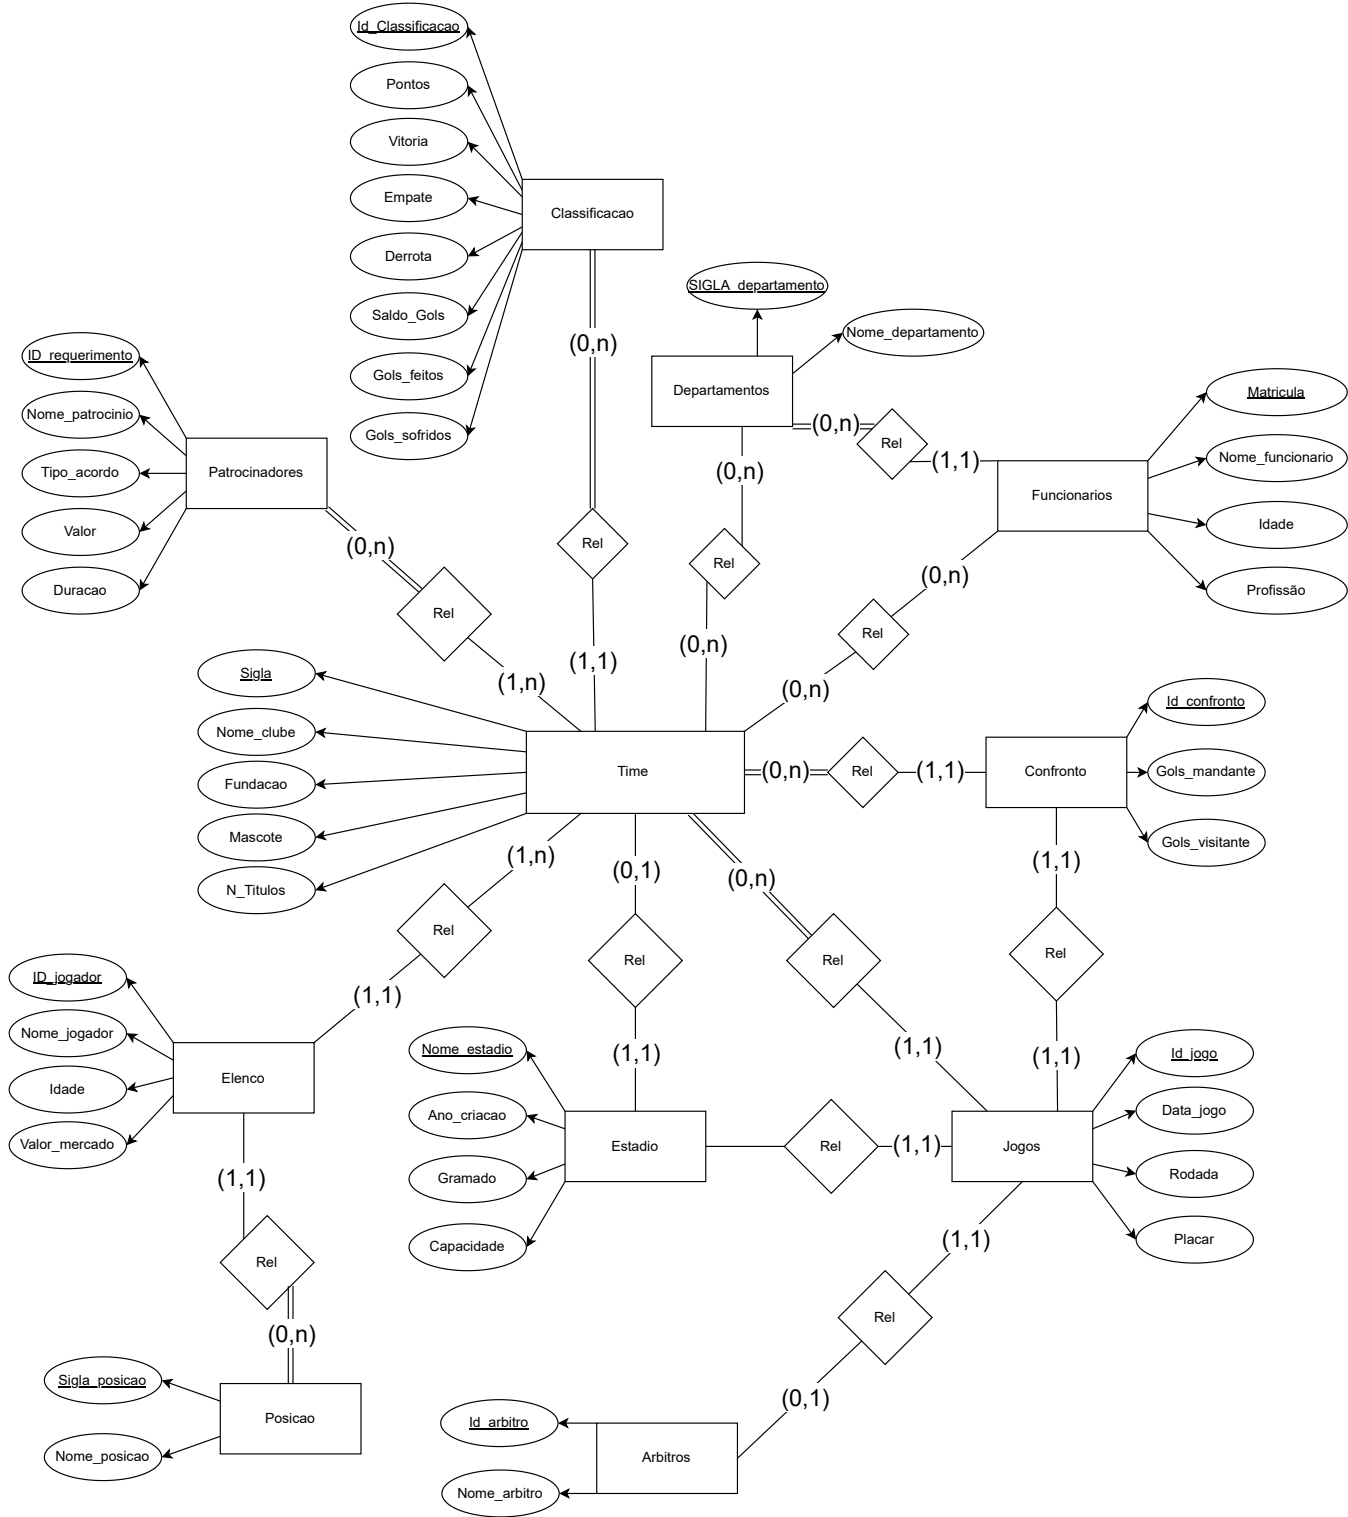 Id_Classificacao
Pontos
Vitoria
Empate
Derrota
Saldo_Gols
Gols_feitos
Gols_sofridos
Classificacao
(0,n)
Rel
(1,1)
SIGLA_departamento
Nome_departamento
Departamentos
(0,n)
Rel
(1,1)
(0,n)
Rel
(0,n)
Matricula
Nome_funcionario
Idade
Profissão
Funcionarios
(0,n)
Rel
(0,n)
ID_requerimento
Nome_patrocinio
Tipo_acordo
Valor
Duracao
Patrocinadores
(0,n)
Rel
(1,n)
Sigla
Nome_clube
Fundacao
Mascote
N_Titulos
Time
(0,n)
Rel
(1,1)
Confronto
Id_confronto
Gols_mandante
Gols_visitante
(1,1)
Rel
(1,1)
(1,n)
Rel
(1,1)
(0,1)
Rel
(1,1)
(0,n)
Rel
(1,1)
ID_jogador
Nome_jogador
Idade
Valor_mercado
Elenco
(1,1)
Rel
(0,n)
Nome_estadio
Ano_criacao
Gramado
Capacidade
Estadio
Rel
(1,1)
Jogos
Id_jogo
Data_jogo
Rodada
Placar
(1,1)
Rel
(0,1)
Sigla_posicao
Nome_posicao
Posicao
Id_arbitro
Nome_arbitro
Arbitros